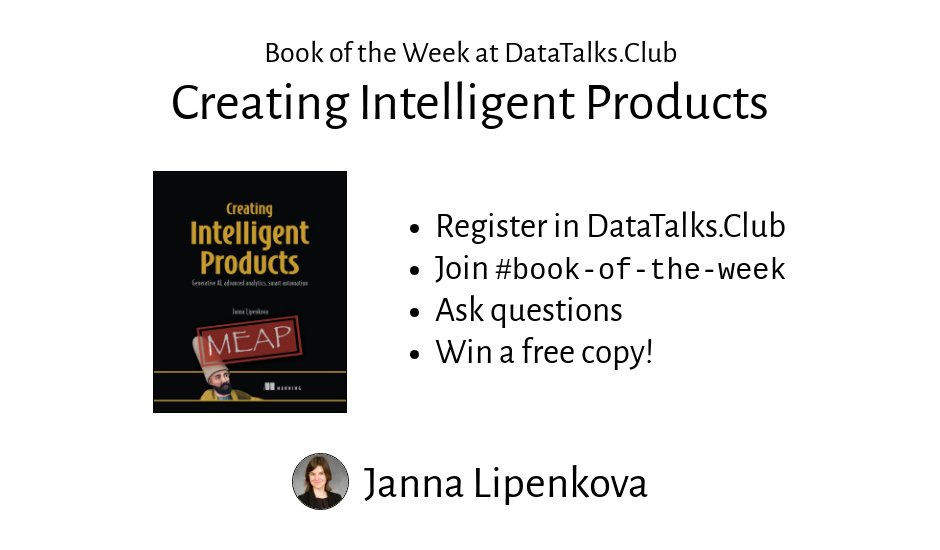 Book of the Week at DataTalks.Club
Creating Intelligent Products
Creating
Intelligent
Products
Generative AI, advanced analytics, smart automation
Janna Lipenkova
MEAP
MANNING
• Register in DataTalks.Club
• Join #book-of-the-week
• Ask questions
• Win a free copy!
Janna Lipenkova